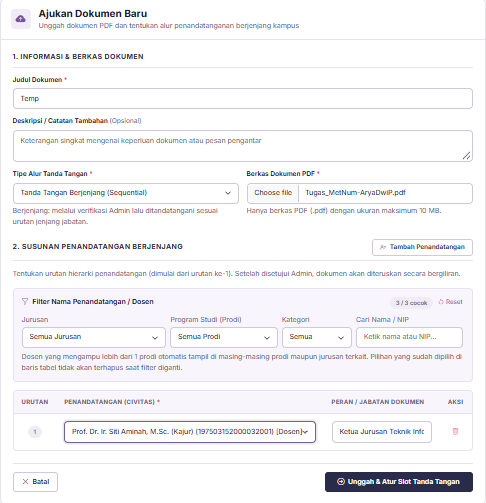 Ajukan Dokumen Baru
Unggah dokumen PDF dan tentukan alur penandatanganan berjenjang kampus
1. INFORMASI & BERKAS DOKUMEN
Judul Dokumen *
Temp
Deskripsi / Catatan Tambahan (Opsional)
Keterangan singkat mengenai keperluan dokumen atau pesan pengantar
Tipe Alur Tanda Tangan * Berkas Dokumen PDF *
Tanda Tangan Berjenjang (Sequential) Choose file Tugas_MetNum-AryaDwiP.pdf
Berjenjang: melalui verifikasi Admin lalu ditandatangani sesuai Hanya berkas PDF (.pdf) dengan ukuran maksimum 10 MB.
urutan jenjang jabatan.
2. SUSUNAN PENANDATANGAN BERJENJANG Tambah Penandatangan
Tentukan urutan hierarki penandatangan (dimulai dari urutan ke-1). Setelah disetujui Admin, dokumen akan diteruskan secara bergiliran.
Filter Nama Penandatangan / Dosen 3 / 3 cocok Reset
Jurusan Program Studi (Prodi) Kategori Cari Nama / NIP
Semua Jurusan Semua Prodi Semua Ketik nama atau NIP...
Dosen yang mengampu lebih dari 1 prodi otomatis tampil di masing-masing prodi maupun jurusan terkait. Pilihan yang sudah dipilih di
baris tabel tidak akan terhapus saat filter diganti.
URUTAN PENANDATANGAN (CIVITAS) * PERAN / JABATAN DOKUMEN AKSI
1 Prof. Dr. Ir. Siti Aminah, M.Sc. (Kajur) (197503152000032001) [Dosen] Ketua Jurusan Teknik Info
Batal Unggah & Atur Slot Tanda Tangan